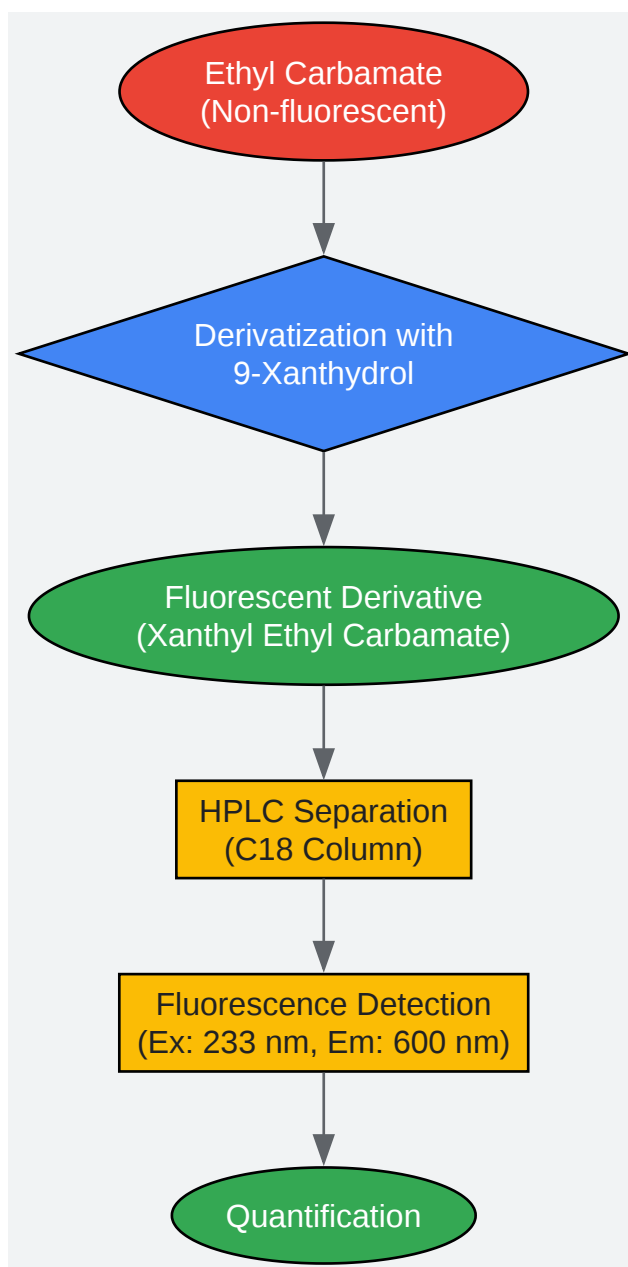 Ethyl Carbamate
(Non-fluorescent)
Derivatization with
9-Xanthydrol
Fluorescent Derivative
(Xanthyl Ethyl Carbamate)
HPLC Separation
(C18 Column)
Fluorescence Detection
(Ex: 233 nm, Em: 600 nm)
Quantification